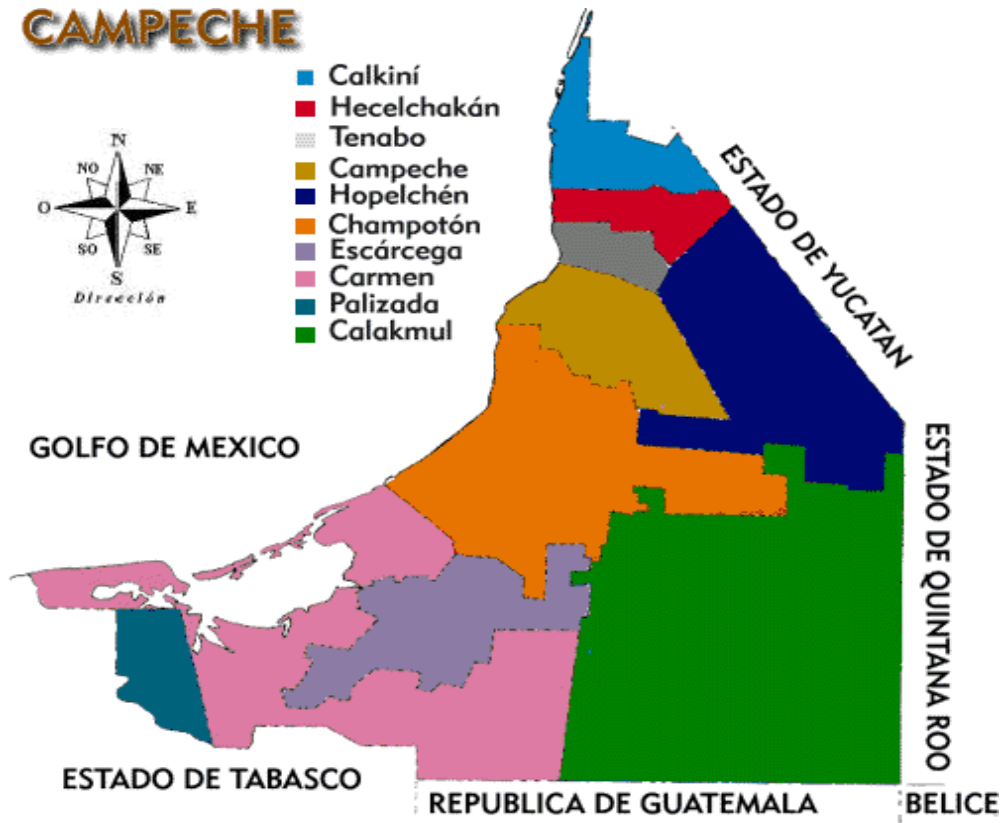 CAMPECHE
Calkiní
Hecelchakán
Tenabo
Campeche
Hopelchén
Champotón
Escárcega
Carmen
Palizada
Calakmul
N
NO
NE
O
E
SO
SE
S
Dirección
ESTADO DE YUCATAN
GOLFO DE MEXICO
ESTADO DE QUINTANA ROO
ESTADO DE TABASCO
REPUBLICA DE GUATEMALA
BELICE